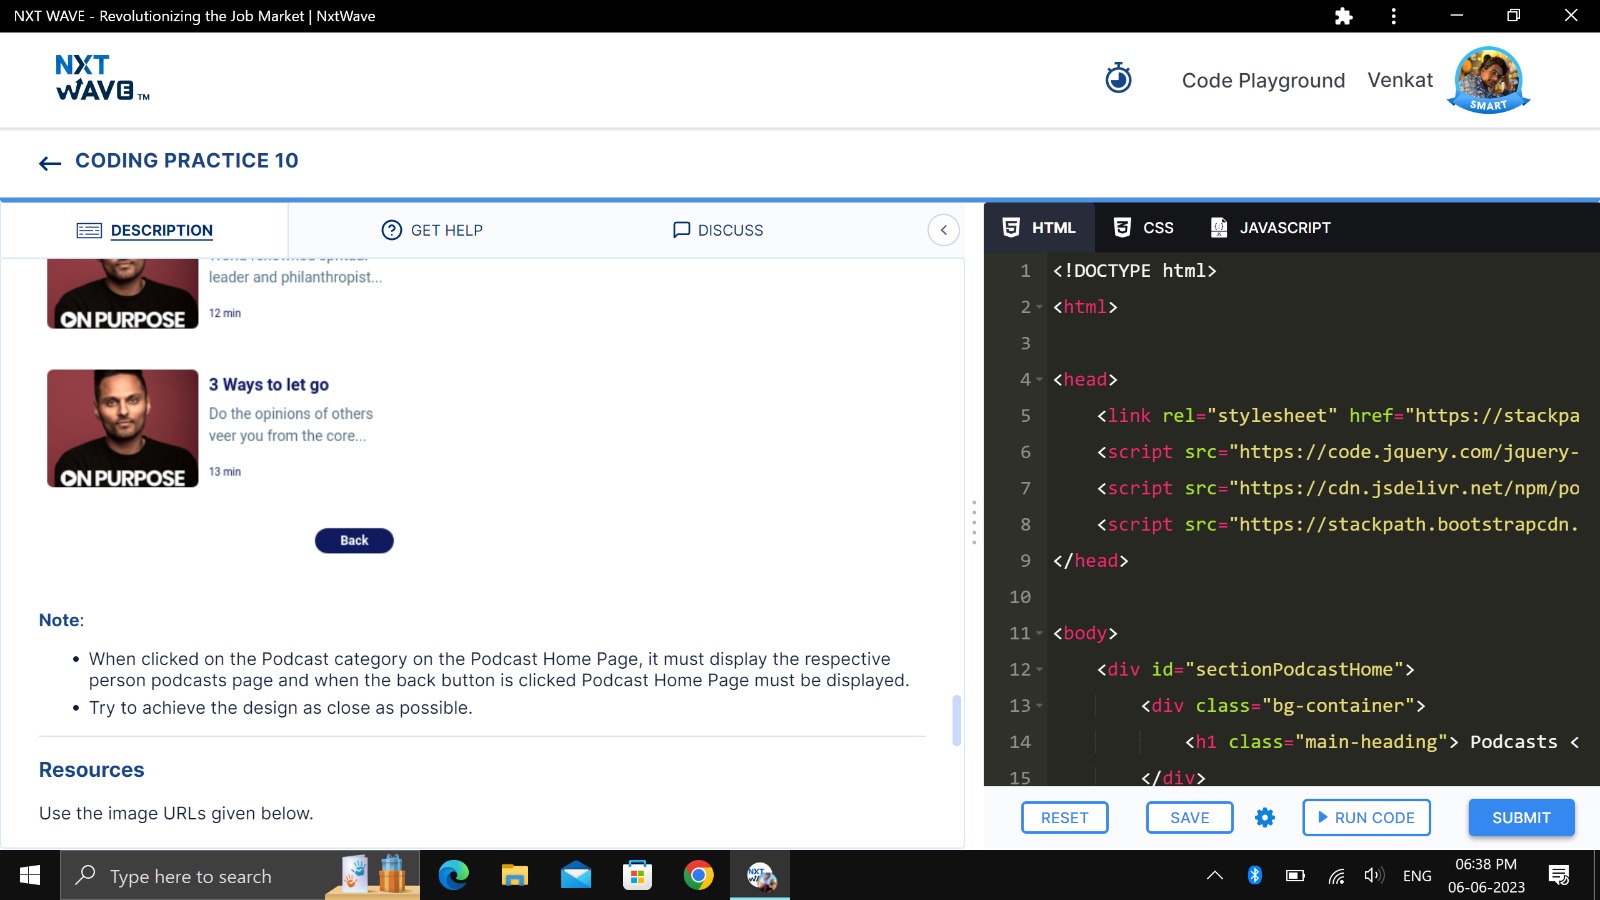 NXT WAVE - Revolutionizing the Job Market | NxtWave
NXT
WAVE TM
Code Playground
Venkat
SMART
CODING PRACTICE 10
DESCRIPTION
GET HELP
DISCUSS
leader and philanthropist...
12 min
ON PURPOSE
3 Ways to let go
Do the opinions of others
veer you from the core...
13 min
ON PURPOSE
Back
Note:
• When clicked on the Podcast category on the Podcast Home Page, it must display the respective
person podcasts page and when the back button is clicked Podcast Home Page must be displayed.
• Try to achieve the design as close as possible.
Resources
Use the image URLs given below.
HTML
CSS
JAVASCRIPT
1 <!DOCTYPE html>
2 <html>
3
4 <head>
5 <link rel="stylesheet" href="https://stackpa
6 <script src="https://code.jquery.com/jquery-
7 <script src="https://cdn.jsdelivr.net/npm/po
8 <script src="https://stackpath.bootstrapcdn.
9 </head>
10
11 <body>
12 <div id="sectionPodcastHome">
13 <div class="bg-container">
14 <h1 class="main-heading"> Podcasts <
15 </div>
RESET
SAVE
RUN CODE
SUBMIT
Type here to search
ENG
06:38 PM
06-06-2023